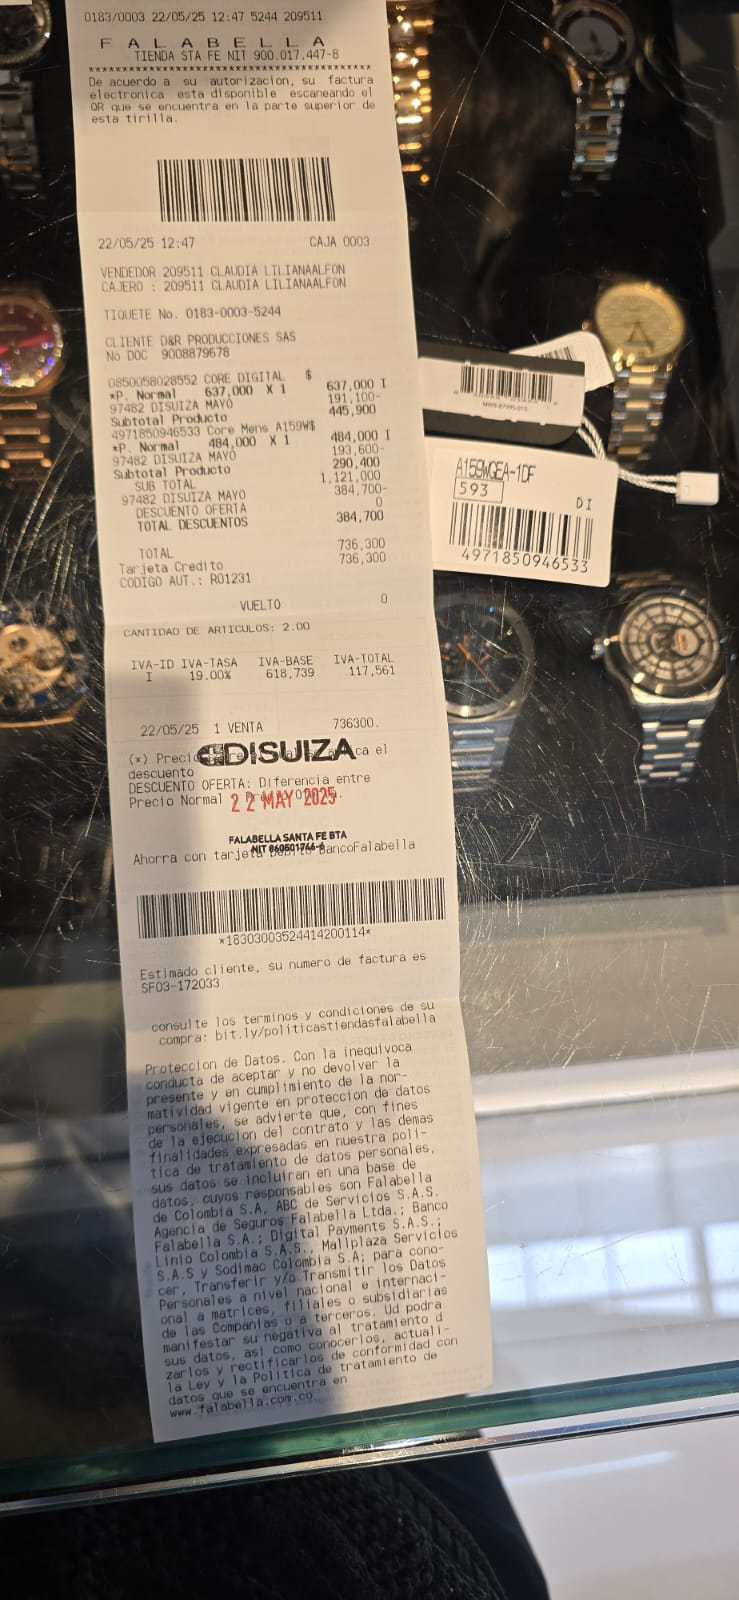 0183/0003 22/05/25 12:47 5244 209511
F A L A B E L L A
TIENDA STA FE NIT 900.017.447-8
****************************************
De acuerdo a su autorizacion, su factura
electronica esta disponible escaneando el
QR que se encuentra en la parte superior de
esta tirilla.
22/05/25 12:47 CAJA 0003
VENDEDOR 209511 CLAUDIA LILIANAALFON
CAJERO : 209511 CLAUDIA LILIANAALFON
TIQUETE No. 0183-0003-5244
CLIENTE D&R PRODUCCIONES SAS
No DOC 9008879678
0850058028552 CORE DIGITAL $
*P. Normal 637,000 X 1 637,000 I
97482 DISUIZA MAYO 191,100-
Subtotal Producto 445,900
4971850946533 Core Mens A159W$
*P. Normal 484,000 X 1 484,000 I
97482 DISUIZA MAYO 193,600-
Subtotal Producto 290,400
SUB TOTAL 1,121,000
97482 DISUIZA MAYO 384,700-
DESCUENTO OFERTA 0
TOTAL DESCUENTOS 384,700
TOTAL 736,300
Tarjeta Credito 736,300
CODIGO AUT.: R01231
VUELTO 0
CANTIDAD DE ARTICULOS: 2.00
IVA-ID IVA-TASA IVA-BASE IVA-TOTAL
I 19.00% 618,739 117,561
22/05/25 1 VENTA 736300.
(*) Precio el
DISUIZA
descuento
DESCUENTO OFERTA: Diferencia entre
Precio Normal
22 MAY 2025
FALABELLA SANTA FE BTA
NIT 860501766-6
Ahorra con tarjeta BancoFalabella
*18303003524414200114*
Estimado cliente, su numero de factura es
SF03-172033
consulte los terminos y condiciones de su
compra: bit.ly/politicastiendasfalabella
Proteccion de Datos. Con la inequivoca
conducta de aceptar y no devolver la
presente y en cumplimiento de la nor-
matividad vigente en proteccion de datos
personales, se advierte que, con fines
de la ejecucion del contrato y las demas
finalidades expresadas en nuestra poli-
tica de tratamiento de datos personales,
sus datos se incluiran en una base de
datos, cuyos responsables son Falabella
de Colombia S.A, ABC de Servicios S.A.S.
Agencia de Seguros Falabella Ltda.; Banco
Falabella S.A.; Digital Payments S.A.S.;
Linio Colombia S.A.S., Mallplaza Servicios
S.A.S y Sodimac Colombia S.A; para cono-
cer, Transferir y/o Transmitir los Datos
Personales a nivel nacional e internaci-
onal a matrices, filiales o subsidiarias
de las Companias o a terceros. Ud podra
manifestar su negativa al tratamiento d
sus datos, asi como conocerlos, actuali-
zarlos y rectificarlos de conformidad con
la Ley y la Politica de tratamiento de
datos que se encuentra en
www.falabella.com.co
A159WGEA-1DF
593
DI
4971850946533